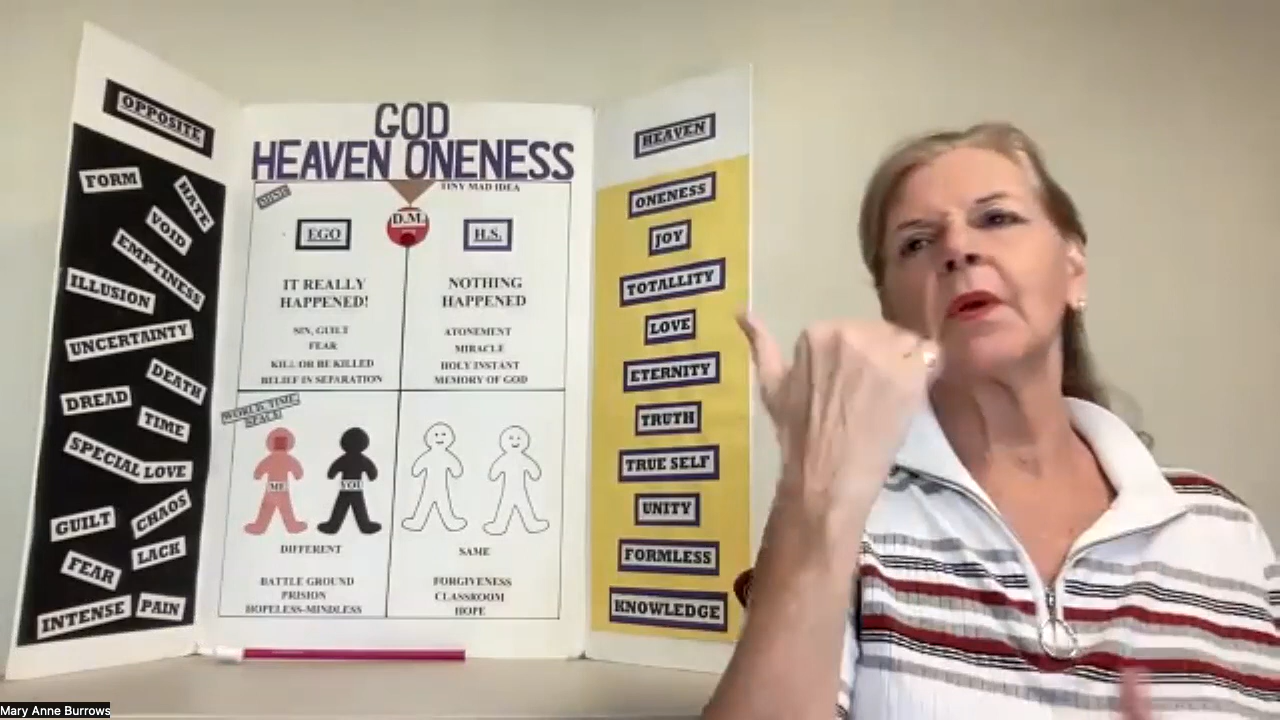 OPPOSITE
FORM
HATE
VOID
EMPTINESS
ILLUSION
UNCERTAINTY
DEATH
DREAD
TIME
SPECIAL LOVE
CHAOS
GUILT
LACK
FEAR
INTENSE PAIN
GOD
HEAVEN ONENESS
MIND
TINY MAD IDEA
D.M.
EGO
H.S.
IT REALLY
HAPPENED!
NOTHING
HAPPENED
SIN, GUILT
FEAR
KILL OR BE KILLED
BELIEF IN SEPARATION
ATONEMENT
MIRACLE
HOLY INSTANT
MEMORY OF GOD
WORLD, TIME,
SPACE
ME
YOU
DIFFERENT
SAME
BATTLE GROUND
PRISION
HOPELESS-MINDLESS
FORGIVENESS
CLASSROOM
HOPE
HEAVEN
ONENESS
JOY
TOTALLITY
LOVE
ETERNITY
TRUTH
TRUE SELF
UNITY
FORMLESS
KNOWLEDGE
Mary Anne Burrows